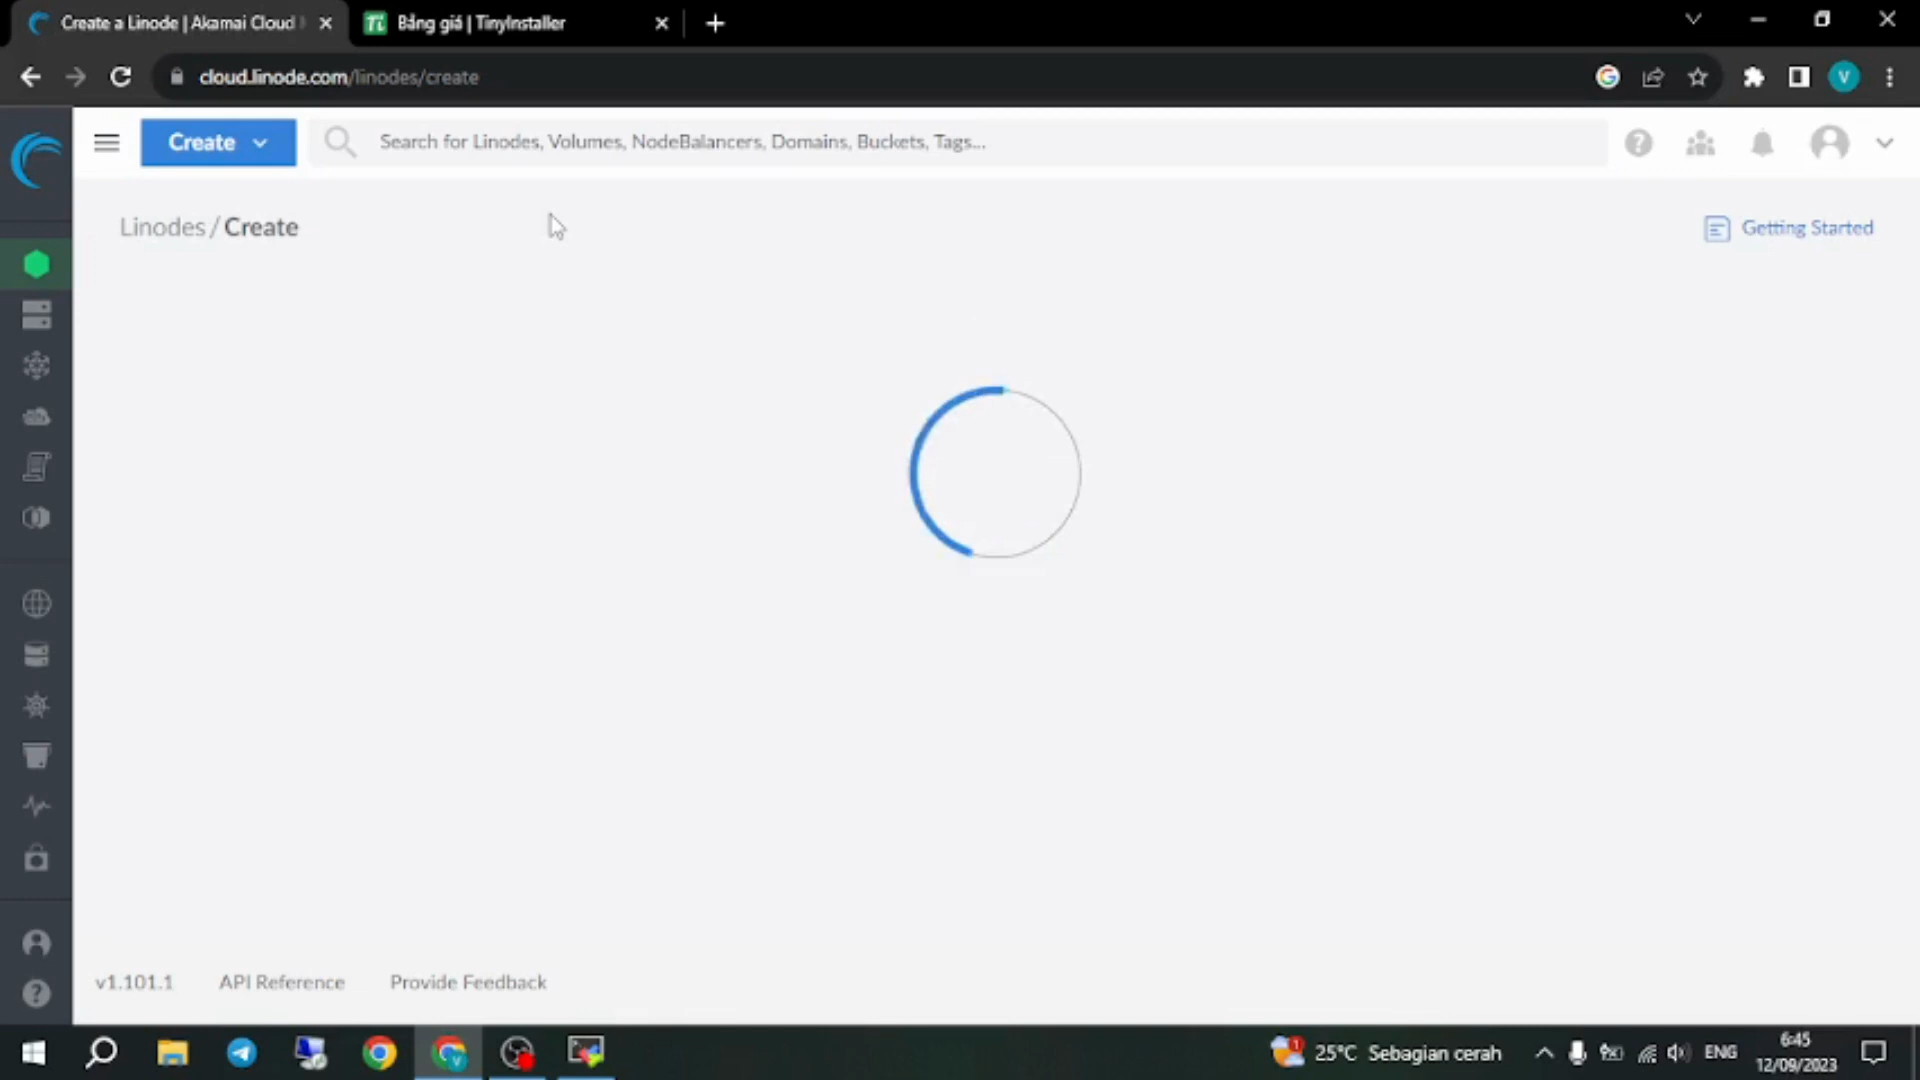 Create a Linode | Akamai Cloud
Bảng giá | TinyInstaller
cloud.linode.com/linodes/create
V
Create
Search for Linodes, Volumes, NodeBalancers, Domains, Buckets, Tags...
Linodes / Create
Getting Started
v1.101.1
API Reference
Provide Feedback
25°C Sebagian cerah
ENG
6:45
12/09/2023